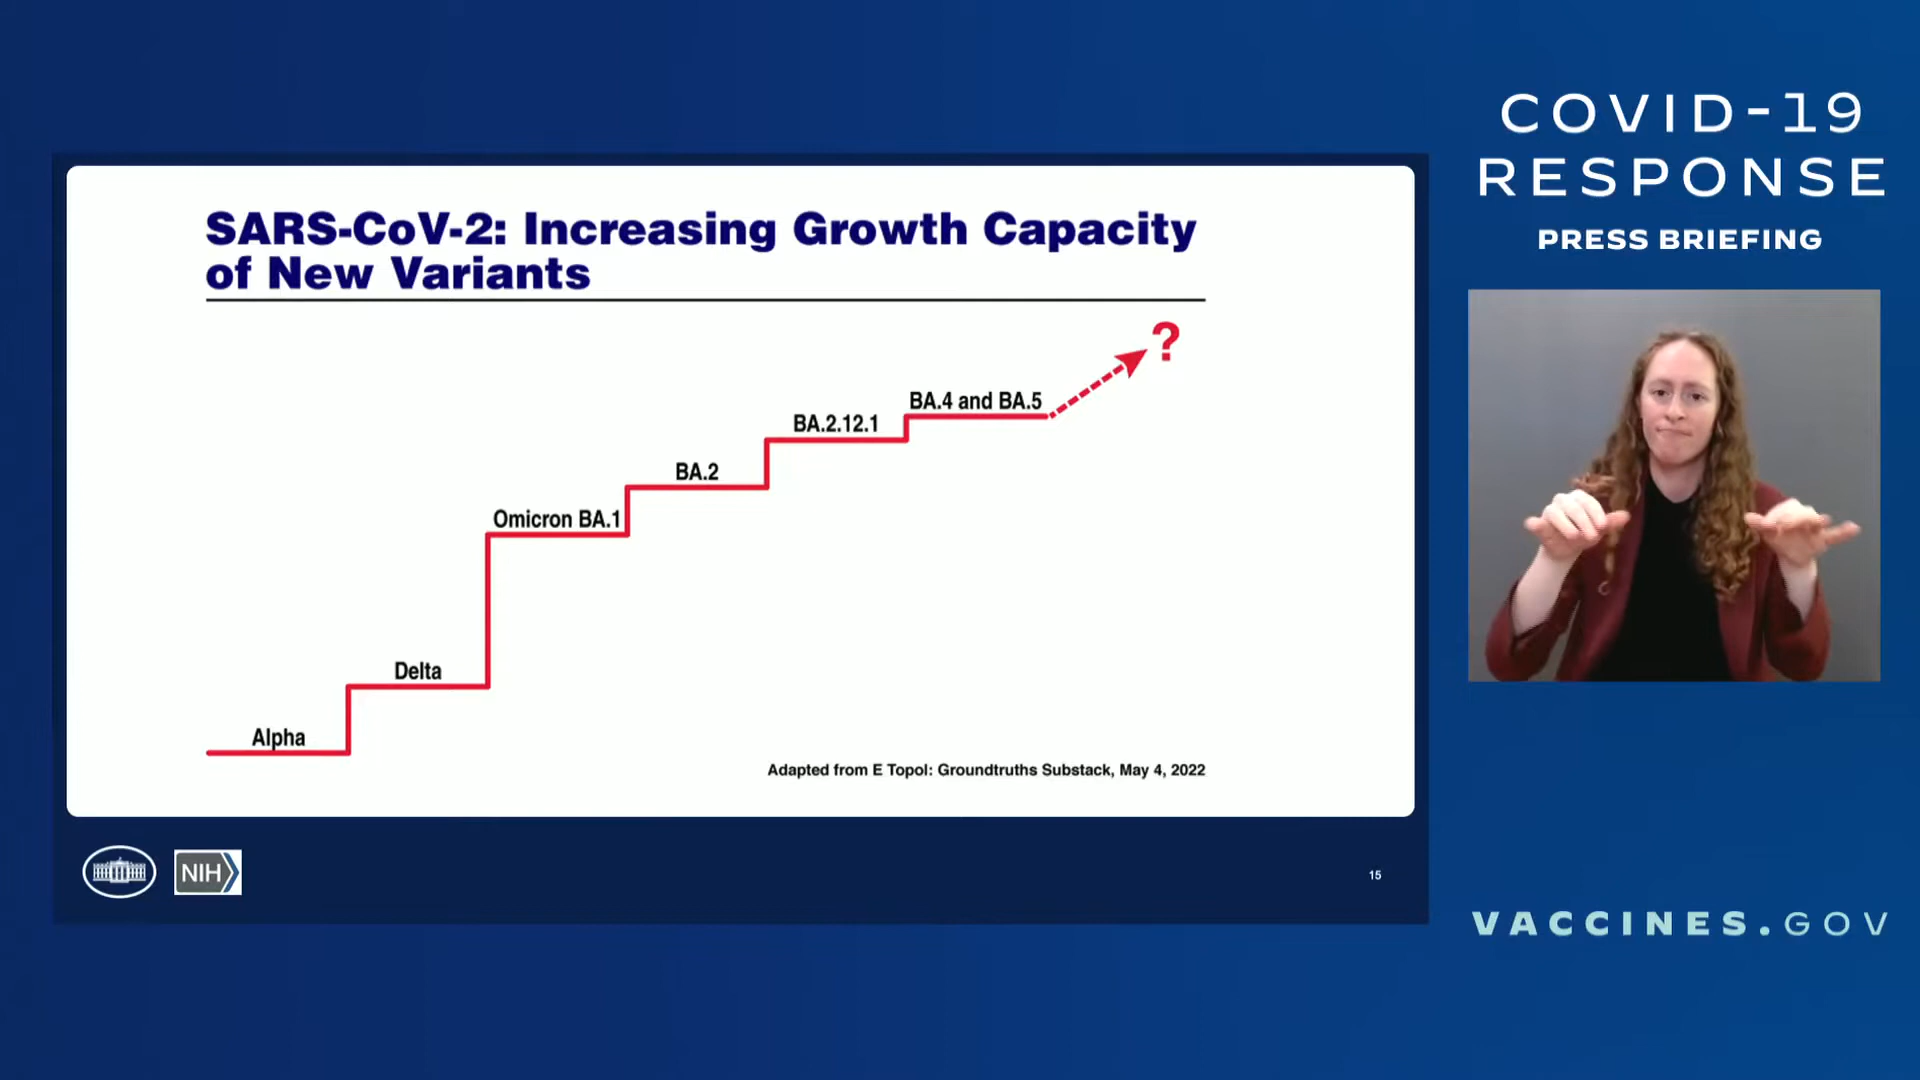 SARS-CoV-2: Increasing Growth Capacity
of New Variants
?
BA.4 and BA.5
BA.2.12.1
BA.2
Omicron BA.1
Delta
Alpha
Adapted from E Topol: Groundtruths Substack, May 4, 2022
NIH
15
COVID-19
RESPONSE
PRESS BRIEFING
VACCINES.GOV